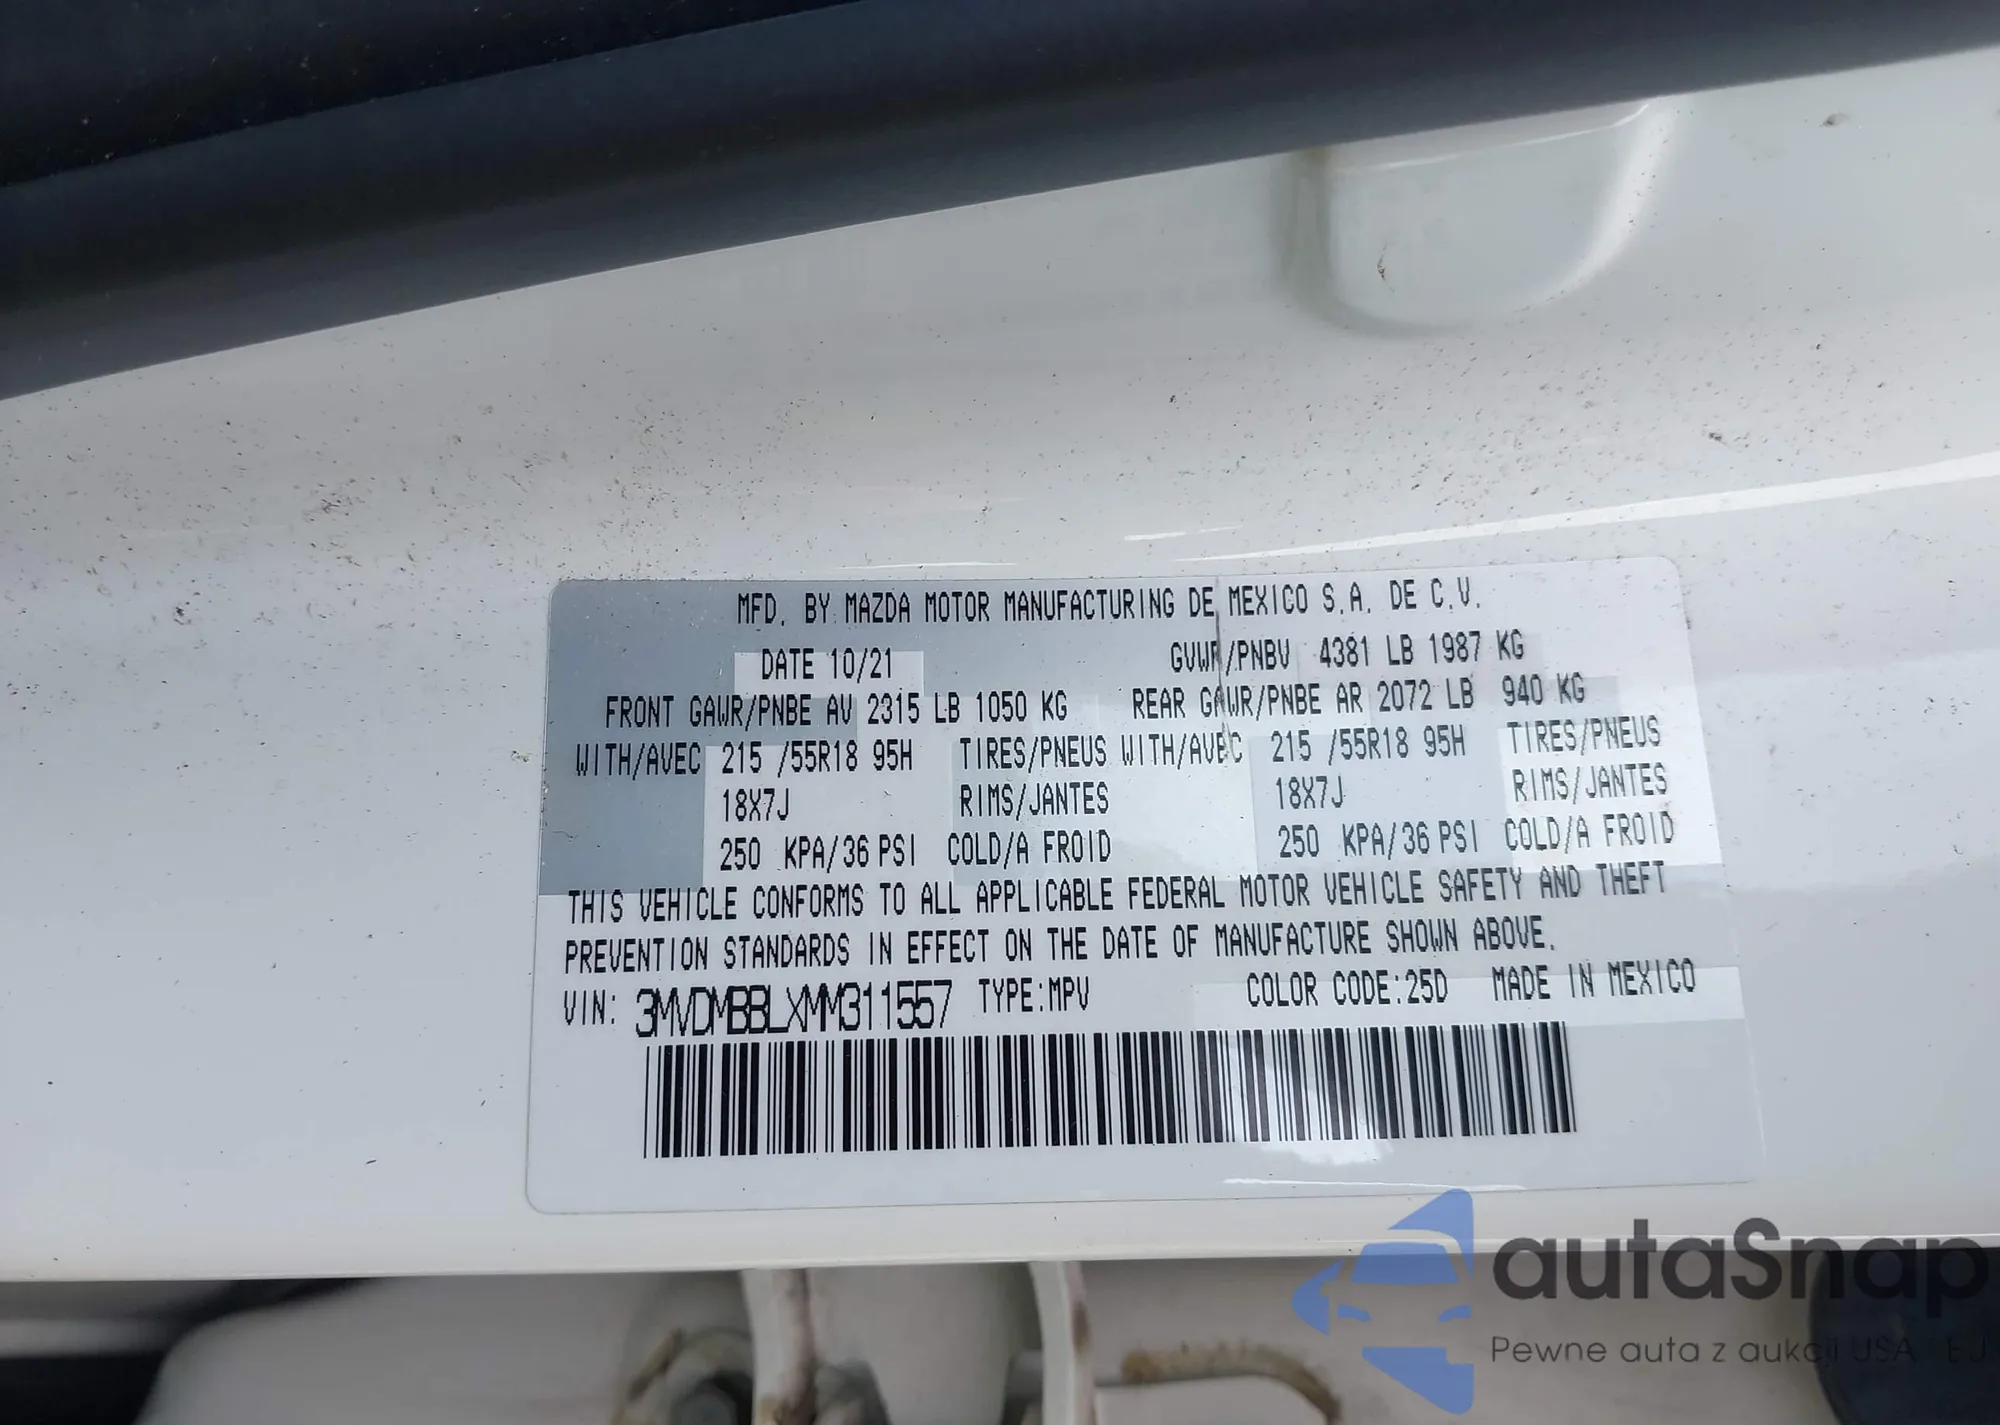 MFD. BY MAZDA MOTOR MANUFACTURING DE MEXICO S.A. DE C.V.
DATE 10/21 GVWR/PNBV 4381 LB 1987 KG
FRONT GAWR/PNBE AV 2315 LB 1050 KG REAR GAWR/PNBE AR 2072 LB 940 KG
WITH/AVEC 215 /55R18 95H TIRES/PNEUS WITH/AVEC 215 /55R18 95H TIRES/PNEUS
18X7J RIMS/JANTES 18X7J RIMS/JANTES
250 KPA/36 PSI COLD/A FROID 250 KPA/36 PSI COLD/A FROID
THIS VEHICLE CONFORMS TO ALL APPLICABLE FEDERAL MOTOR VEHICLE SAFETY AND THEFT
PREVENTION STANDARDS IN EFFECT ON THE DATE OF MANUFACTURE SHOWN ABOVE.
VIN: 3MVDMBBLXMM311557 TYPE:MPV COLOR CODE:25D MADE IN MEXICO
autaSnap
Pewne auta z aukcji USA